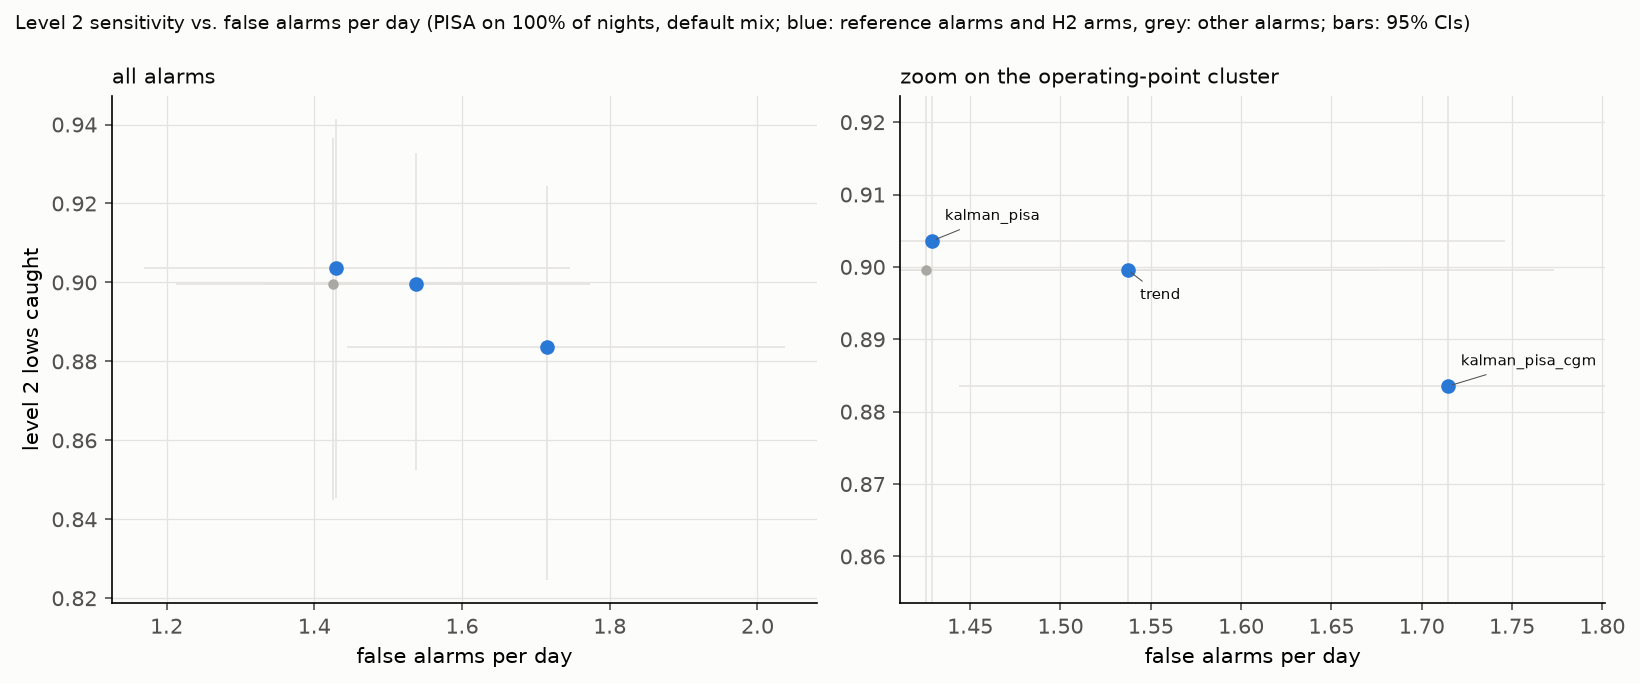 Level 2 sensitivity vs. false alarms per day (PISA on 100% of nights, default mix; blue: reference alarms and H2 arms, grey: other alarms; bars: 95% CIs)
all alarms
level 2 lows caught
0.94
0.92
0.90
0.88
0.86
0.84
0.82
1.2 1.4 1.6 1.8 2.0
false alarms per day
zoom on the operating-point cluster
0.92
0.91
0.90
0.89
0.88
0.87
0.86
kalman_pisa
trend
kalman_pisa_cgm
1.45 1.50 1.55 1.60 1.65 1.70 1.75 1.80
false alarms per day